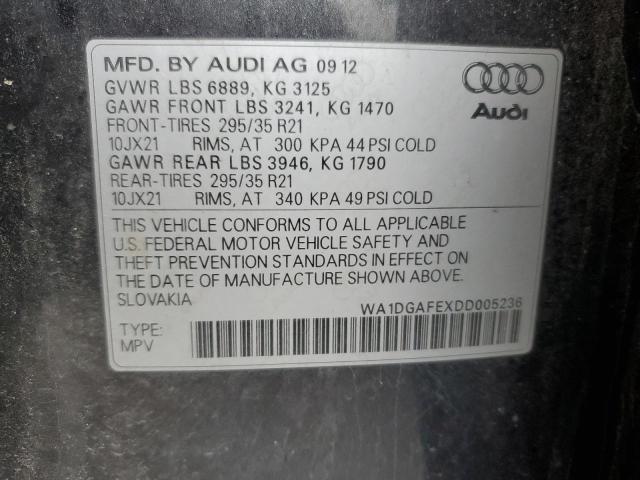 MFD. BY AUDI AG 09 12
GVWR LBS 6889, KG 3125
GAWR FRONT LBS 3241, KG 1470
FRONT-TIRES 295/35 R21
10JX21 RIMS, AT 300 KPA 44 PSI COLD
GAWR REAR LBS 3946, KG 1790
REAR-TIRES 295/35 R21
10JX21 RIMS, AT 340 KPA 49 PSI COLD
Audi
THIS VEHICLE CONFORMS TO ALL APPLICABLE
U.S. FEDERAL MOTOR VEHICLE SAFETY AND
THEFT PREVENTION STANDARDS IN EFFECT ON
THE DATE OF MANUFACTURE SHOWN ABOVE.
SLOVAKIA
WA1DGAFEXDD005236
TYPE:
MPV